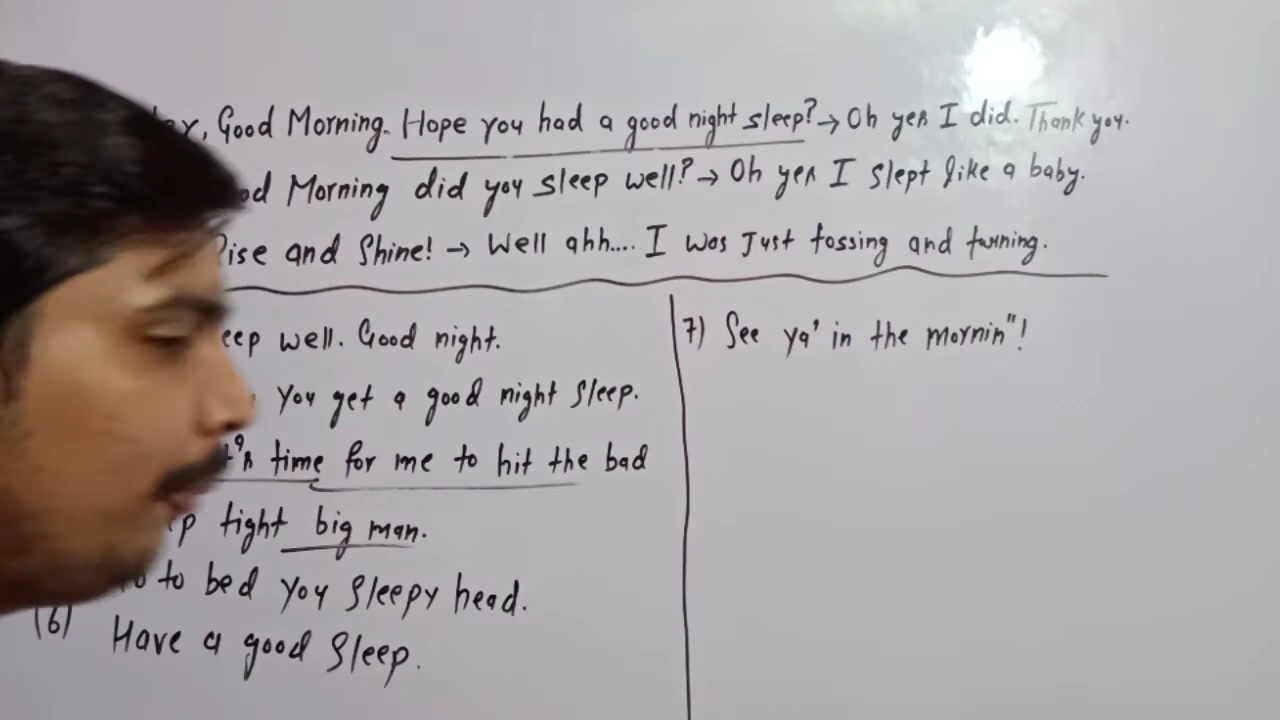 Good Morning. Hope you had a good night sleep? → Oh yes I did. Thank you.
Morning did you sleep well? → Oh yes I slept like a baby.
Rise and Shine! → Well ahh.... I was Just tossing and turning.
well. Good night.
You get a good night sleep.
time for me to hit the bad
tight big man.
to bed you sleepy head.
(6) Have a good sleep.
7) See ya' in the mornin"!